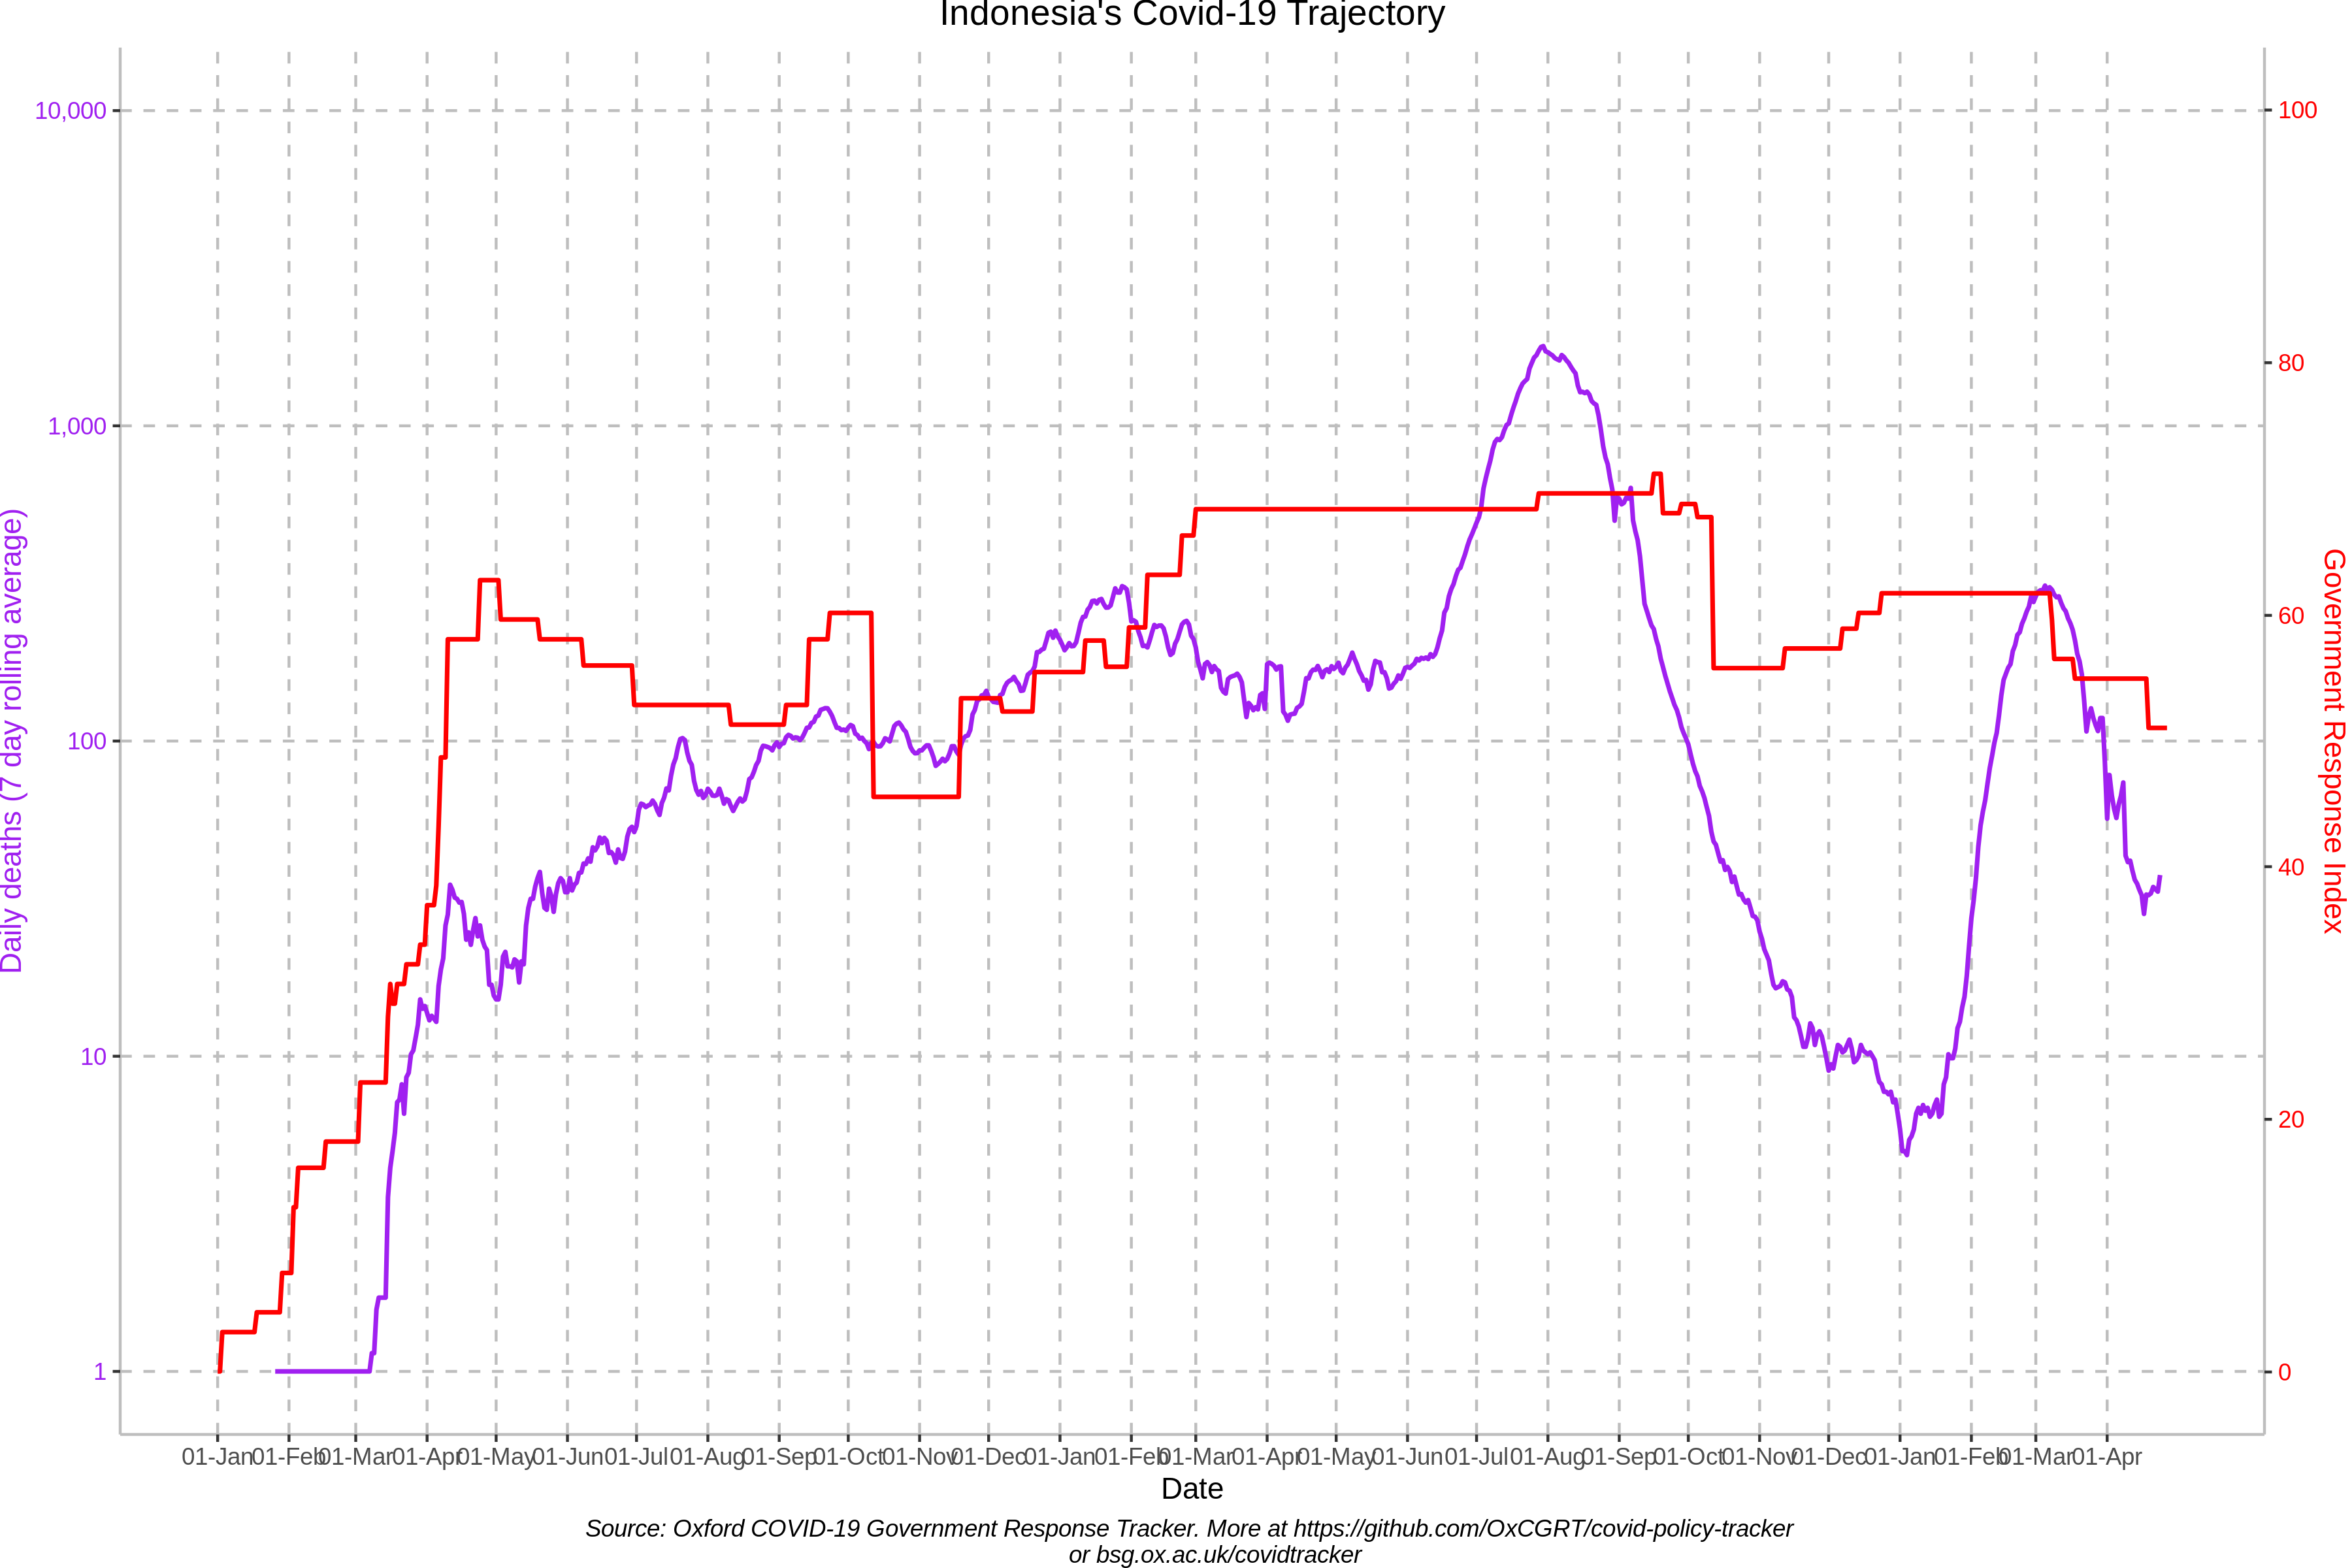 Indonesia's Covid-19 Trajectory
10,000
1,000
100
10
1
Daily deaths (7 day rolling average)
100
80
60
40
20
0
Government Response Index
01-Jan 01-Feb 01-Mar 01-Apr 01-May 01-Jun 01-Jul 01-Aug 01-Sep 01-Oct 01-Nov 01-Dec 01-Jan 01-Feb 01-Mar 01-Apr 01-May 01-Jun 01-Jul 01-Aug 01-Sep 01-Oct 01-Nov 01-Dec 01-Jan 01-Feb 01-Mar 01-Apr
Date
Source: Oxford COVID-19 Government Response Tracker. More at https://github.com/OxCGRT/covid-policy-tracker
or bsg.ox.ac.uk/covidtracker